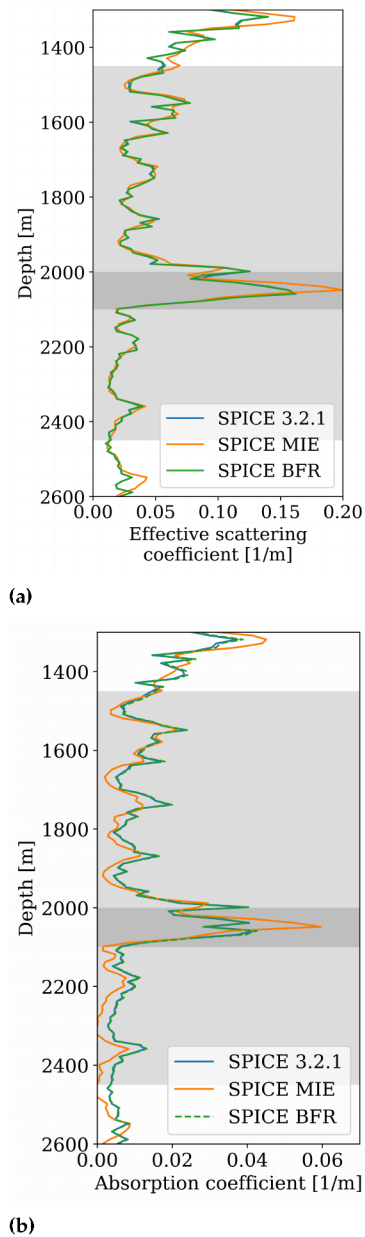 1400
1600
1800
2000
2200
2400
2600
Depth [m]
SPICE 3.2.1
SPICE MIE
SPICE BFR
0.00 0.05 0.10 0.15 0.20
Effective scattering
coefficient [1/m]
(a)
1400
1600
1800
2000
2200
2400
2600
Depth [m]
SPICE 3.2.1
SPICE MIE
SPICE BFR
0.00 0.02 0.04 0.06
Absorption coefficient [1/m]
(b)